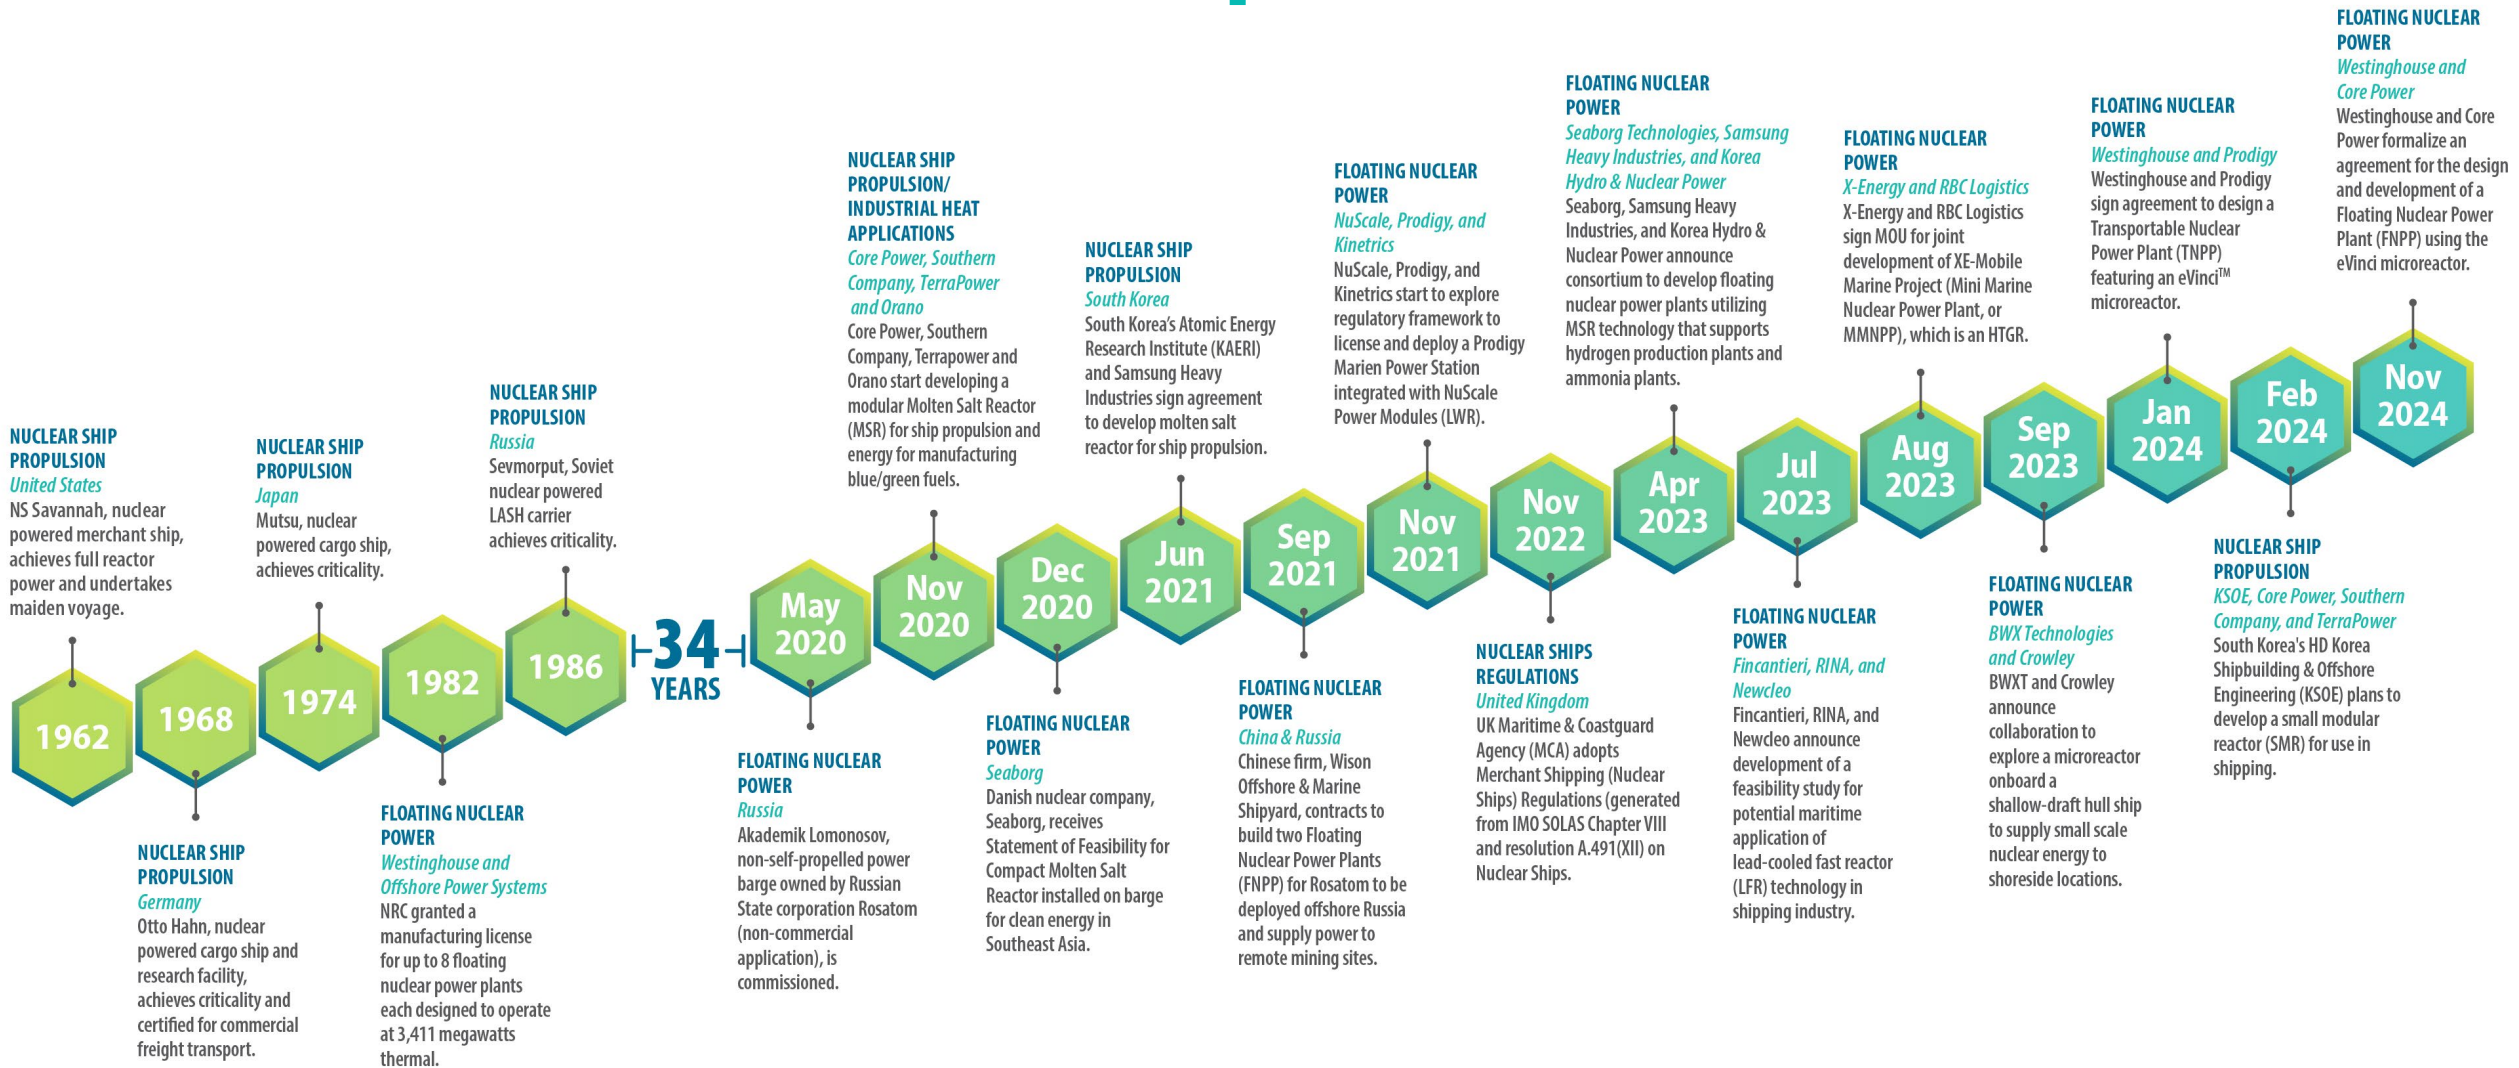 NUCLEAR SHIP
PROPULSION
United States
NS Savannah, nuclear
powered merchant ship,
achieves full reactor
power and undertakes
maiden voyage.
1962
1968
NUCLEAR SHIP
PROPULSION
Germany
Otto Hahn, nuclear
powered cargo ship and
research facility,
achieves criticality and
certified for commercial
freight transport.
NUCLEAR SHIP
PROPULSION
Japan
Mutsu, nuclear
powered cargo ship,
achieves criticality.
1974
1982
FLOATING NUCLEAR
POWER
Westinghouse and
Offshore Power Systems
NRC granted a
manufacturing license
for up to 8 floating
nuclear power plants
each designed to operate
at 3,411 megawatts
thermal.
NUCLEAR SHIP
PROPULSION
Russia
Sevmorput, Soviet
nuclear powered
LASH carrier
achieves criticality.
1986
34
YEARS
May
2020
FLOATING NUCLEAR
POWER
Russia
Akademik Lomonosov,
non-self-propelled power
barge owned by Russian
State corporation Rosatom
(non-commercial
application), is
commissioned.
NUCLEAR SHIP
PROPULSION/
INDUSTRIAL HEAT
APPLICATIONS
Core Power, Southern
Company, TerraPower
and Orano
Core Power, Southern
Company, Terrapower and
Orano start developing a
modular Molten Salt Reactor
(MSR) for ship propulsion and
energy for manufacturing
blue/green fuels.
Nov
2020
Dec
2020
FLOATING NUCLEAR
POWER
Seaborg
Danish nuclear company,
Seaborg, receives
Statement of Feasibility for
Compact Molten Salt
Reactor installed on barge
for clean energy in
Southeast Asia.
NUCLEAR SHIP
PROPULSION
South Korea
South Korea's Atomic Energy
Research Institute (KAERI)
and Samsung Heavy
Industries sign agreement
to develop molten salt
reactor for ship propulsion.
Jun
2021
Sep
2021
FLOATING NUCLEAR
POWER
China & Russia
Chinese firm, Wison
Offshore & Marine
Shipyard, contracts to
build two Floating
Nuclear Power Plants
(FNPP) for Rosatom to be
deployed offshore Russia
and supply power to
remote mining sites.
FLOATING NUCLEAR
POWER
NuScale, Prodigy, and
Kinetrics
NuScale, Prodigy, and
Kinetrics start to explore
regulatory framework to
license and deploy a Prodigy
Marien Power Station
integrated with NuScale
Power Modules (LWR).
Nov
2021
Nov
2022
NUCLEAR SHIPS
REGULATIONS
United Kingdom
UK Maritime & Coastguard
Agency (MCA) adopts
Merchant Shipping (Nuclear
Ships) Regulations (generated
from IMO SOLAS Chapter VIII
and resolution A.491(XII) on
Nuclear Ships.
FLOATING NUCLEAR
POWER
Seaborg Technologies, Samsung
Heavy Industries, and Korea
Hydro & Nuclear Power
Seaborg, Samsung Heavy
Industries, and Korea Hydro &
Nuclear Power announce
consortium to develop floating
nuclear power plants utilizing
MSR technology that supports
hydrogen production plants and
ammonia plants.
Apr
2023
Jul
2023
FLOATING NUCLEAR
POWER
Fincantieri, RINA, and
Newcleo
Fincantieri, RINA, and
Newcleo announce
development of a
feasibility study for
potential maritime
application of
lead-cooled fast reactor
(LFR) technology in
shipping industry.
FLOATING NUCLEAR
POWER
X-Energy and RBC Logistics
X-Energy and RBC Logistics
sign MOU for joint
development of XE-Mobile
Marine Project (Mini Marine
Nuclear Power Plant, or
MMNPP), which is an HTGR.
Aug
2023
Sep
2023
FLOATING NUCLEAR
POWER
BWX Technologies
and Crowley
BWXT and Crowley
announce
collaboration to
explore a microreactor
onboard a
shallow-draft hull ship
to supply small scale
nuclear energy to
shoreside locations.
FLOATING NUCLEAR
POWER
Westinghouse and Prodigy
Westinghouse and Prodigy
sign agreement to design a
Transportable Nuclear
Power Plant (TNPP)
featuring an eVinci™
microreactor.
Jan
2024
Feb
2024
NUCLEAR SHIP
PROPULSION
KSOE, Core Power, Southern
Company, and TerraPower
South Korea's HD Korea
Shipbuilding & Offshore
Engineering (KSOE) plans to
develop a small modular
reactor (SMR) for use in
shipping.
FLOATING NUCLEAR
POWER
Westinghouse and
Core Power
Westinghouse and Core
Power formalize an
agreement for the design
and development of a
Floating Nuclear Power
Plant (FNPP) using the
eVinci microreactor.
Nov
2024